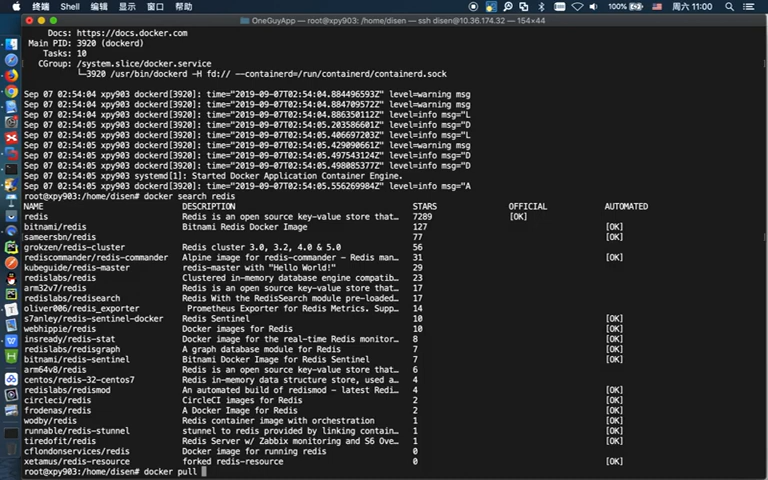 终端 Shell 编辑 显示 窗口 帮助 100% 周六 11:00
OneGuyApp — root@xpy903: /home/disen — ssh disen@10.36.174.32 — 154×44
Docs: https://docs.docker.com
Main PID: 3920 (dockerd)
Tasks: 10
CGroup: /system.slice/docker.service
└─3920 /usr/bin/dockerd -H fd:// --containerd=/run/containerd/containerd.sock
Sep 07 02:54:04 xpy903 dockerd[3920]: time="2019-09-07T02:54:04.884496593Z" level=warning msg
Sep 07 02:54:04 xpy903 dockerd[3920]: time="2019-09-07T02:54:04.884709572Z" level=warning msg
Sep 07 02:54:04 xpy903 dockerd[3920]: time="2019-09-07T02:54:04.886350011Z" level=info msg="L
Sep 07 02:54:05 xpy903 dockerd[3920]: time="2019-09-07T02:54:05.203586601Z" level=info msg="D
Sep 07 02:54:05 xpy903 dockerd[3920]: time="2019-09-07T02:54:05.406697203Z" level=info msg="L
Sep 07 02:54:05 xpy903 dockerd[3920]: time="2019-09-07T02:54:05.429090661Z" level=warning msg
Sep 07 02:54:05 xpy903 dockerd[3920]: time="2019-09-07T02:54:05.497543124Z" level=info msg="D
Sep 07 02:54:05 xpy903 dockerd[3920]: time="2019-09-07T02:54:05.498085377Z" level=info msg="D
Sep 07 02:54:05 xpy903 systemd[1]: Started Docker Application Container Engine.
Sep 07 02:54:05 xpy903 dockerd[3920]: time="2019-09-07T02:54:05.556269984Z" level=info msg="A
root@xpy903:/home/disen# docker search redis
NAME DESCRIPTION STARS OFFICIAL AUTOMATED
redis Redis is an open source key-value store that… 7289 [OK]
bitnami/redis Bitnami Redis Docker Image 127 [OK]
sameersbn/redis 77 [OK]
grokzen/redis-cluster Redis cluster 3.0, 3.2, 4.0 & 5.0 56
rediscommander/redis-commander Alpine image for redis-commander - Redis man… 31 [OK]
kubeguide/redis-master redis-master with "Hello World!" 29
redislabs/redis Clustered in-memory database engine compatib… 23
arm32v7/redis Redis is an open source key-value store that… 17
redislabs/redisearch Redis With the RedisSearch module pre-loaded… 17
oliver006/redis_exporter Prometheus Exporter for Redis Metrics. Supp… 14
s7anley/redis-sentinel-docker Redis Sentinel 10 [OK]
webhippie/redis Docker images for Redis 10 [OK]
insready/redis-stat Docker image for the real-time Redis monitor… 8 [OK]
redislabs/redisgraph A graph database module for Redis 7 [OK]
bitnami/redis-sentinel Bitnami Docker Image for Redis Sentinel 7 [OK]
arm64v8/redis Redis is an open source key-value store that… 6
centos/redis-32-centos7 Redis in-memory data structure store, used a… 4
redislabs/redismod An automated build of redismod - latest Redi… 4 [OK]
circleci/redis CircleCI images for Redis 2 [OK]
frodenas/redis A Docker Image for Redis 2 [OK]
wodby/redis Redis container image with orchestration 1 [OK]
runnable/redis-stunnel stunnel to redis provided by linking contain… 1 [OK]
tiredofit/redis Redis Server w/ Zabbix monitoring and S6 Ove… 1 [OK]
cflondonservices/redis Docker image for running redis 0
xetamus/redis-resource forked redis-resource 0 [OK]
root@xpy903:/home/disen# docker pull